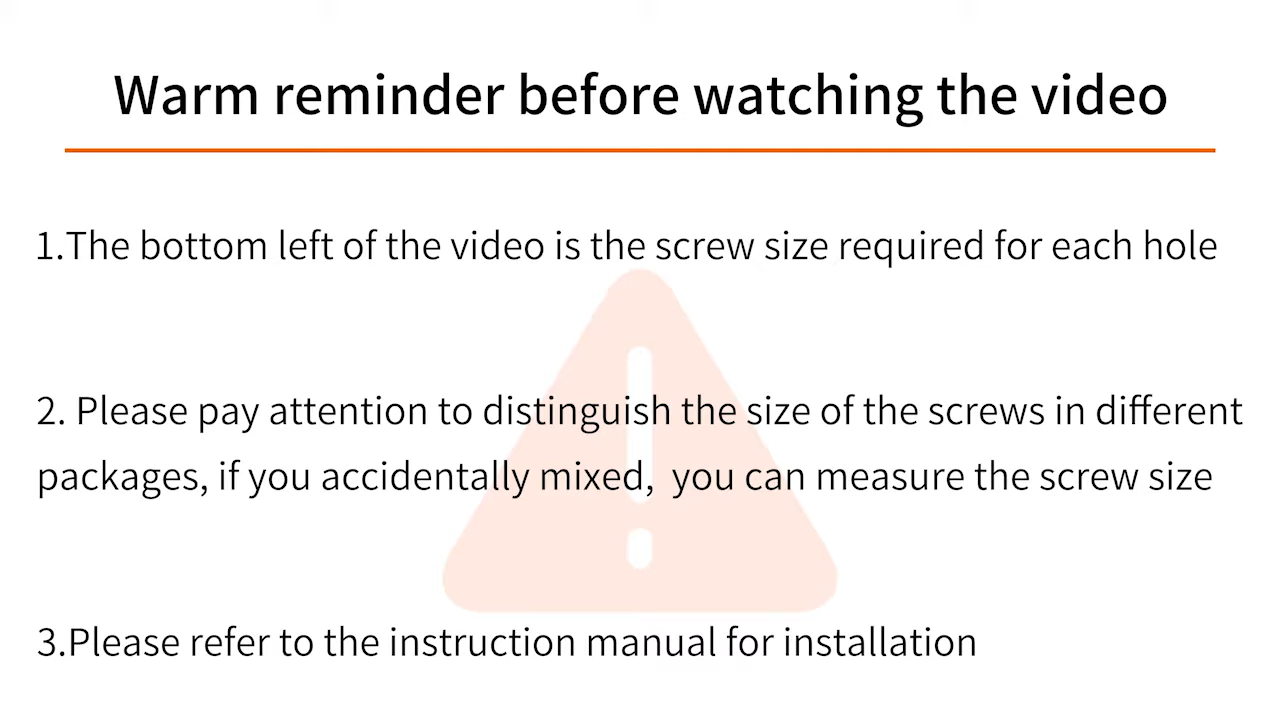 Warm reminder before watching the video
1.The bottom left of the video is the screw size required for each hole
2. Please pay attention to distinguish the size of the screws in different
packages, if you accidentally mixed,  you can measure the screw size
3.Please refer to the instruction manual for installation